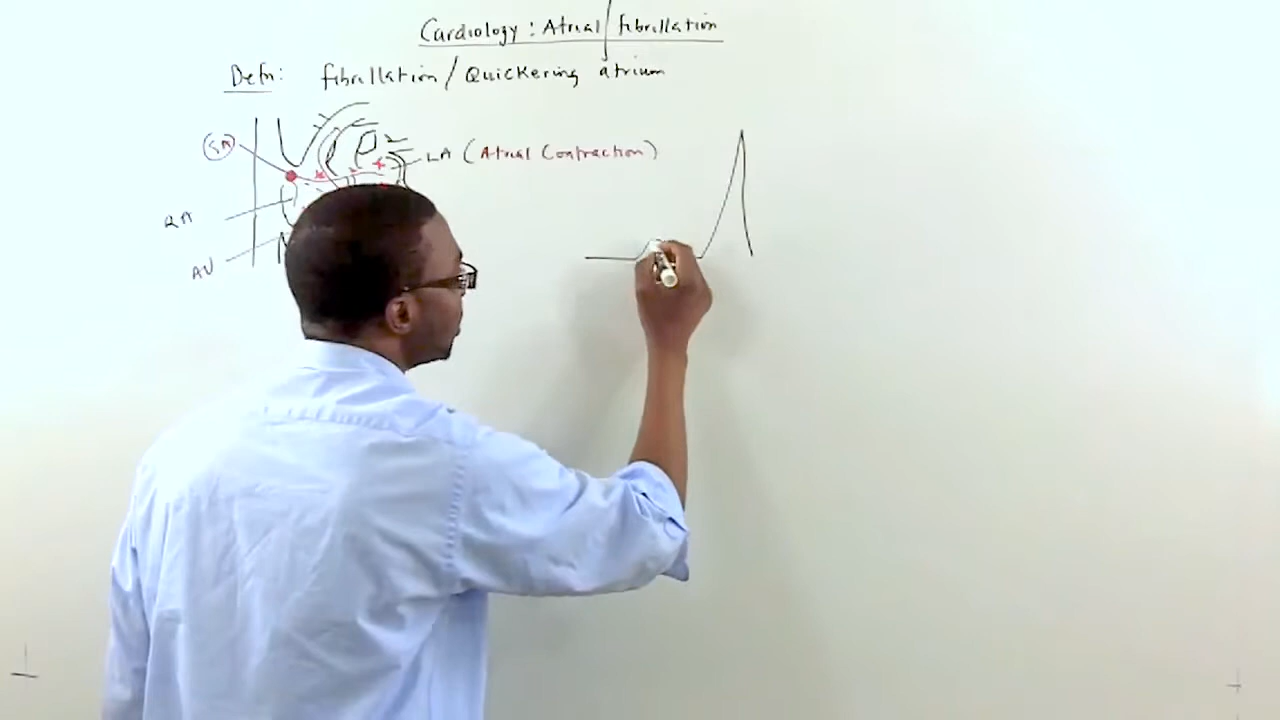 Cardiology: Atrial fibrillation
Defn: fibrillation / Quickering atrium
SA
LA (Atrial Contraction)
RA
AV